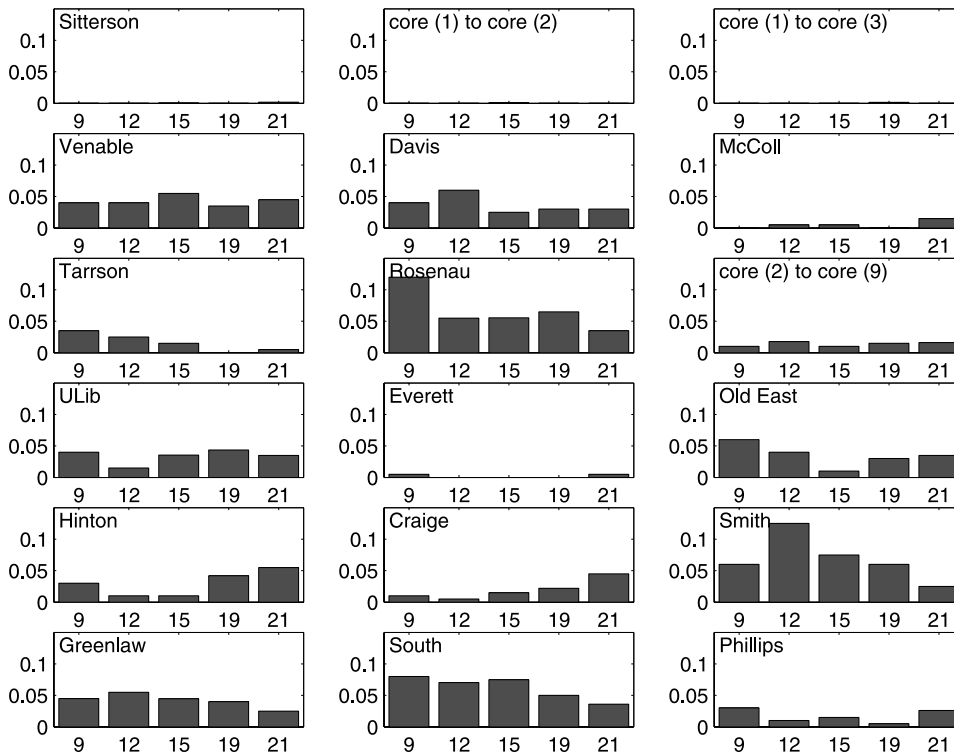 Sitterson
0.1
0.05
0
9 12 15 19 21
core (1) to core (2)
0.1
0.05
0
9 12 15 19 21
core (1) to core (3)
0.1
0.05
0
9 12 15 19 21
Venable
0.1
0.05
0
9 12 15 19 21
Davis
0.1
0.05
0
9 12 15 19 21
McColl
0.1
0.05
0
9 12 15 19 21
Tarrson
0.1
0.05
0
9 12 15 19 21
Rosenau
0.1
0.05
0
9 12 15 19 21
core (2) to core (9)
0.1
0.05
0
9 12 15 19 21
ULib
0.1
0.05
0
9 12 15 19 21
Everett
0.1
0.05
0
9 12 15 19 21
Old East
0.1
0.05
0
9 12 15 19 21
Hinton
0.1
0.05
0
9 12 15 19 21
Craige
0.1
0.05
0
9 12 15 19 21
Smith
0.1
0.05
0
9 12 15 19 21
Greenlaw
0.1
0.05
0
9 12 15 19 21
South
0.1
0.05
0
9 12 15 19 21
Phillips
0.1
0.05
0
9 12 15 19 21